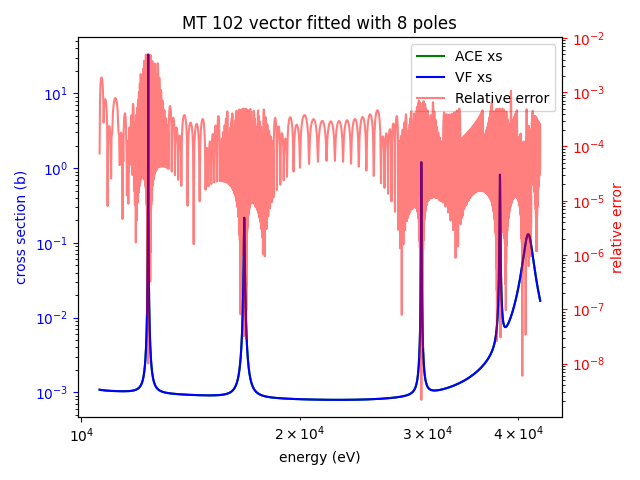 MT 102 vector fitted with 8 poles
ACE xs
VF xs
Relative error
cross section (b)
10¹
10⁰
10⁻¹
10⁻²
10⁻³
relative error
10⁻²
10⁻³
10⁻⁴
10⁻⁵
10⁻⁶
10⁻⁷
10⁻⁸
10⁴
2 × 10⁴
3 × 10⁴
4 × 10⁴
energy (eV)